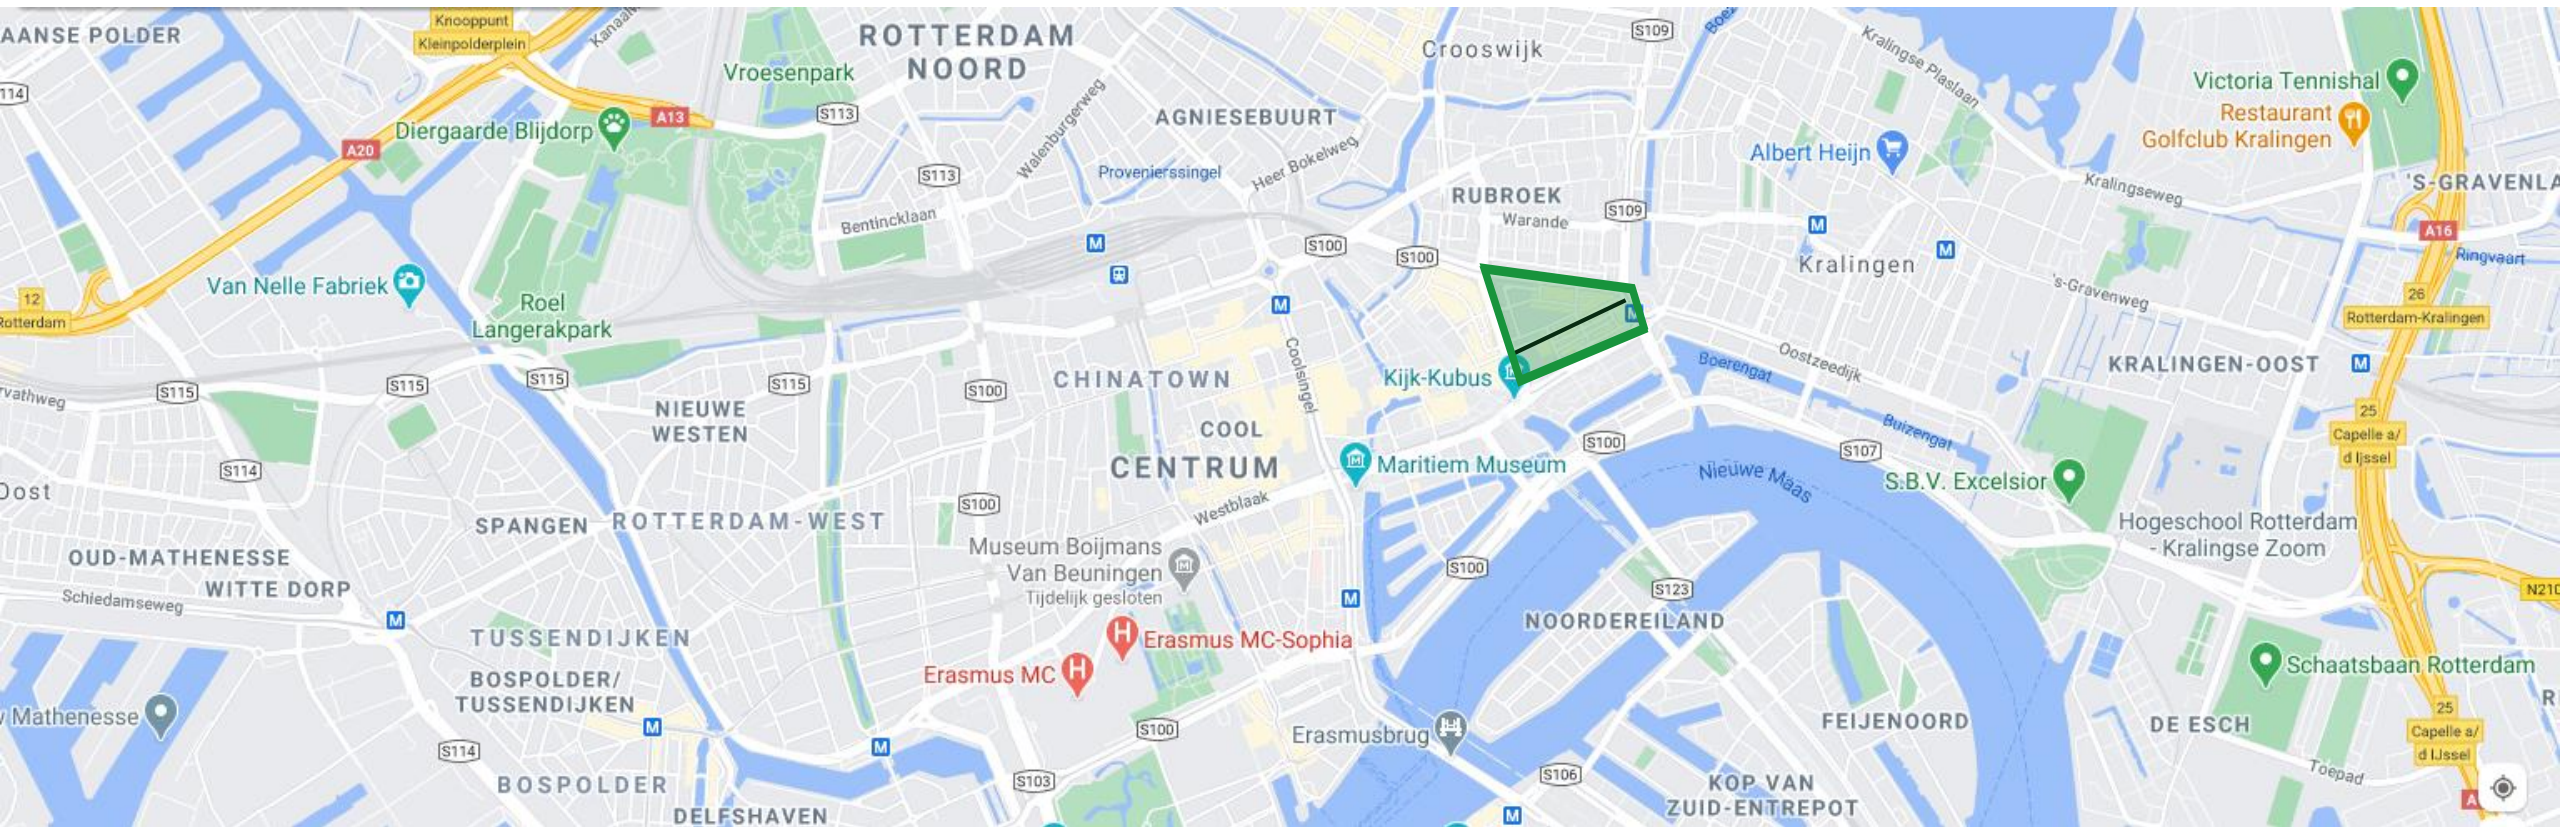 Knooppunt
Kleinpolderplein
AANSE POLDER
ROTTERDAM
NOORD
S109
Crooswijk
Kralingse Plaslaan
Vroesenpark
Victoria Tennishal
114
S113
Restaurant
Golfclub Kralingen
A13
Diergaarde Blijdorp
Walenburgerweg
AGNIESEBUURT
A20
Heer Bokelweg
Albert Heijn
Provenierssingel
S113
RUBROEK
'S-GRAVENLA
Kralingseweg
Bentincklaan
Warande
S109
M
A16
M
S100
S100
M
Kralingen
Ringvaart
Van Nelle Fabriek
's-Gravenweg
12
Rotterdam
Roel
Langerakpark
M
M
26
Rotterdam-Kralingen
Coolsingel
Boerengat
Oostzeedijk
KRALINGEN-OOST
M
CHINATOWN
Kijk-Kubus
S115
S115
S115
S115
S100
rvathweg
NIEUWE
WESTEN
COOL
CENTRUM
Buizengat
25
Capelle a/
d Ijssel
S100
S107
S114
Maritiem Museum
Nieuwe Maas
S.B.V. Excelsior
Oost
S100
Westblaak
SPANGEN
ROTTERDAM-WEST
Hogeschool Rotterdam
- Kralingse Zoom
OUD-MATHENESSE
Museum Boijmans
Van Beuningen
Tijdelijk gesloten
S100
WITTE DORP
S123
N210
Schiedamseweg
M
M
NOORDEREILAND
TUSSENDIJKEN
Erasmus MC-Sophia
Erasmus MC
Schaatsbaan Rotterdam
BOSPOLDER/
TUSSENDIJKEN
Mathenesse
M
S100
Erasmusbrug
FEIJENOORD
DE ESCH
25
Capelle a/
d IJssel
S114
M
S103
S106
KOP VAN
ZUID-ENTREPOT
Toepad
BOSPOLDER
DELFSHAVEN
M